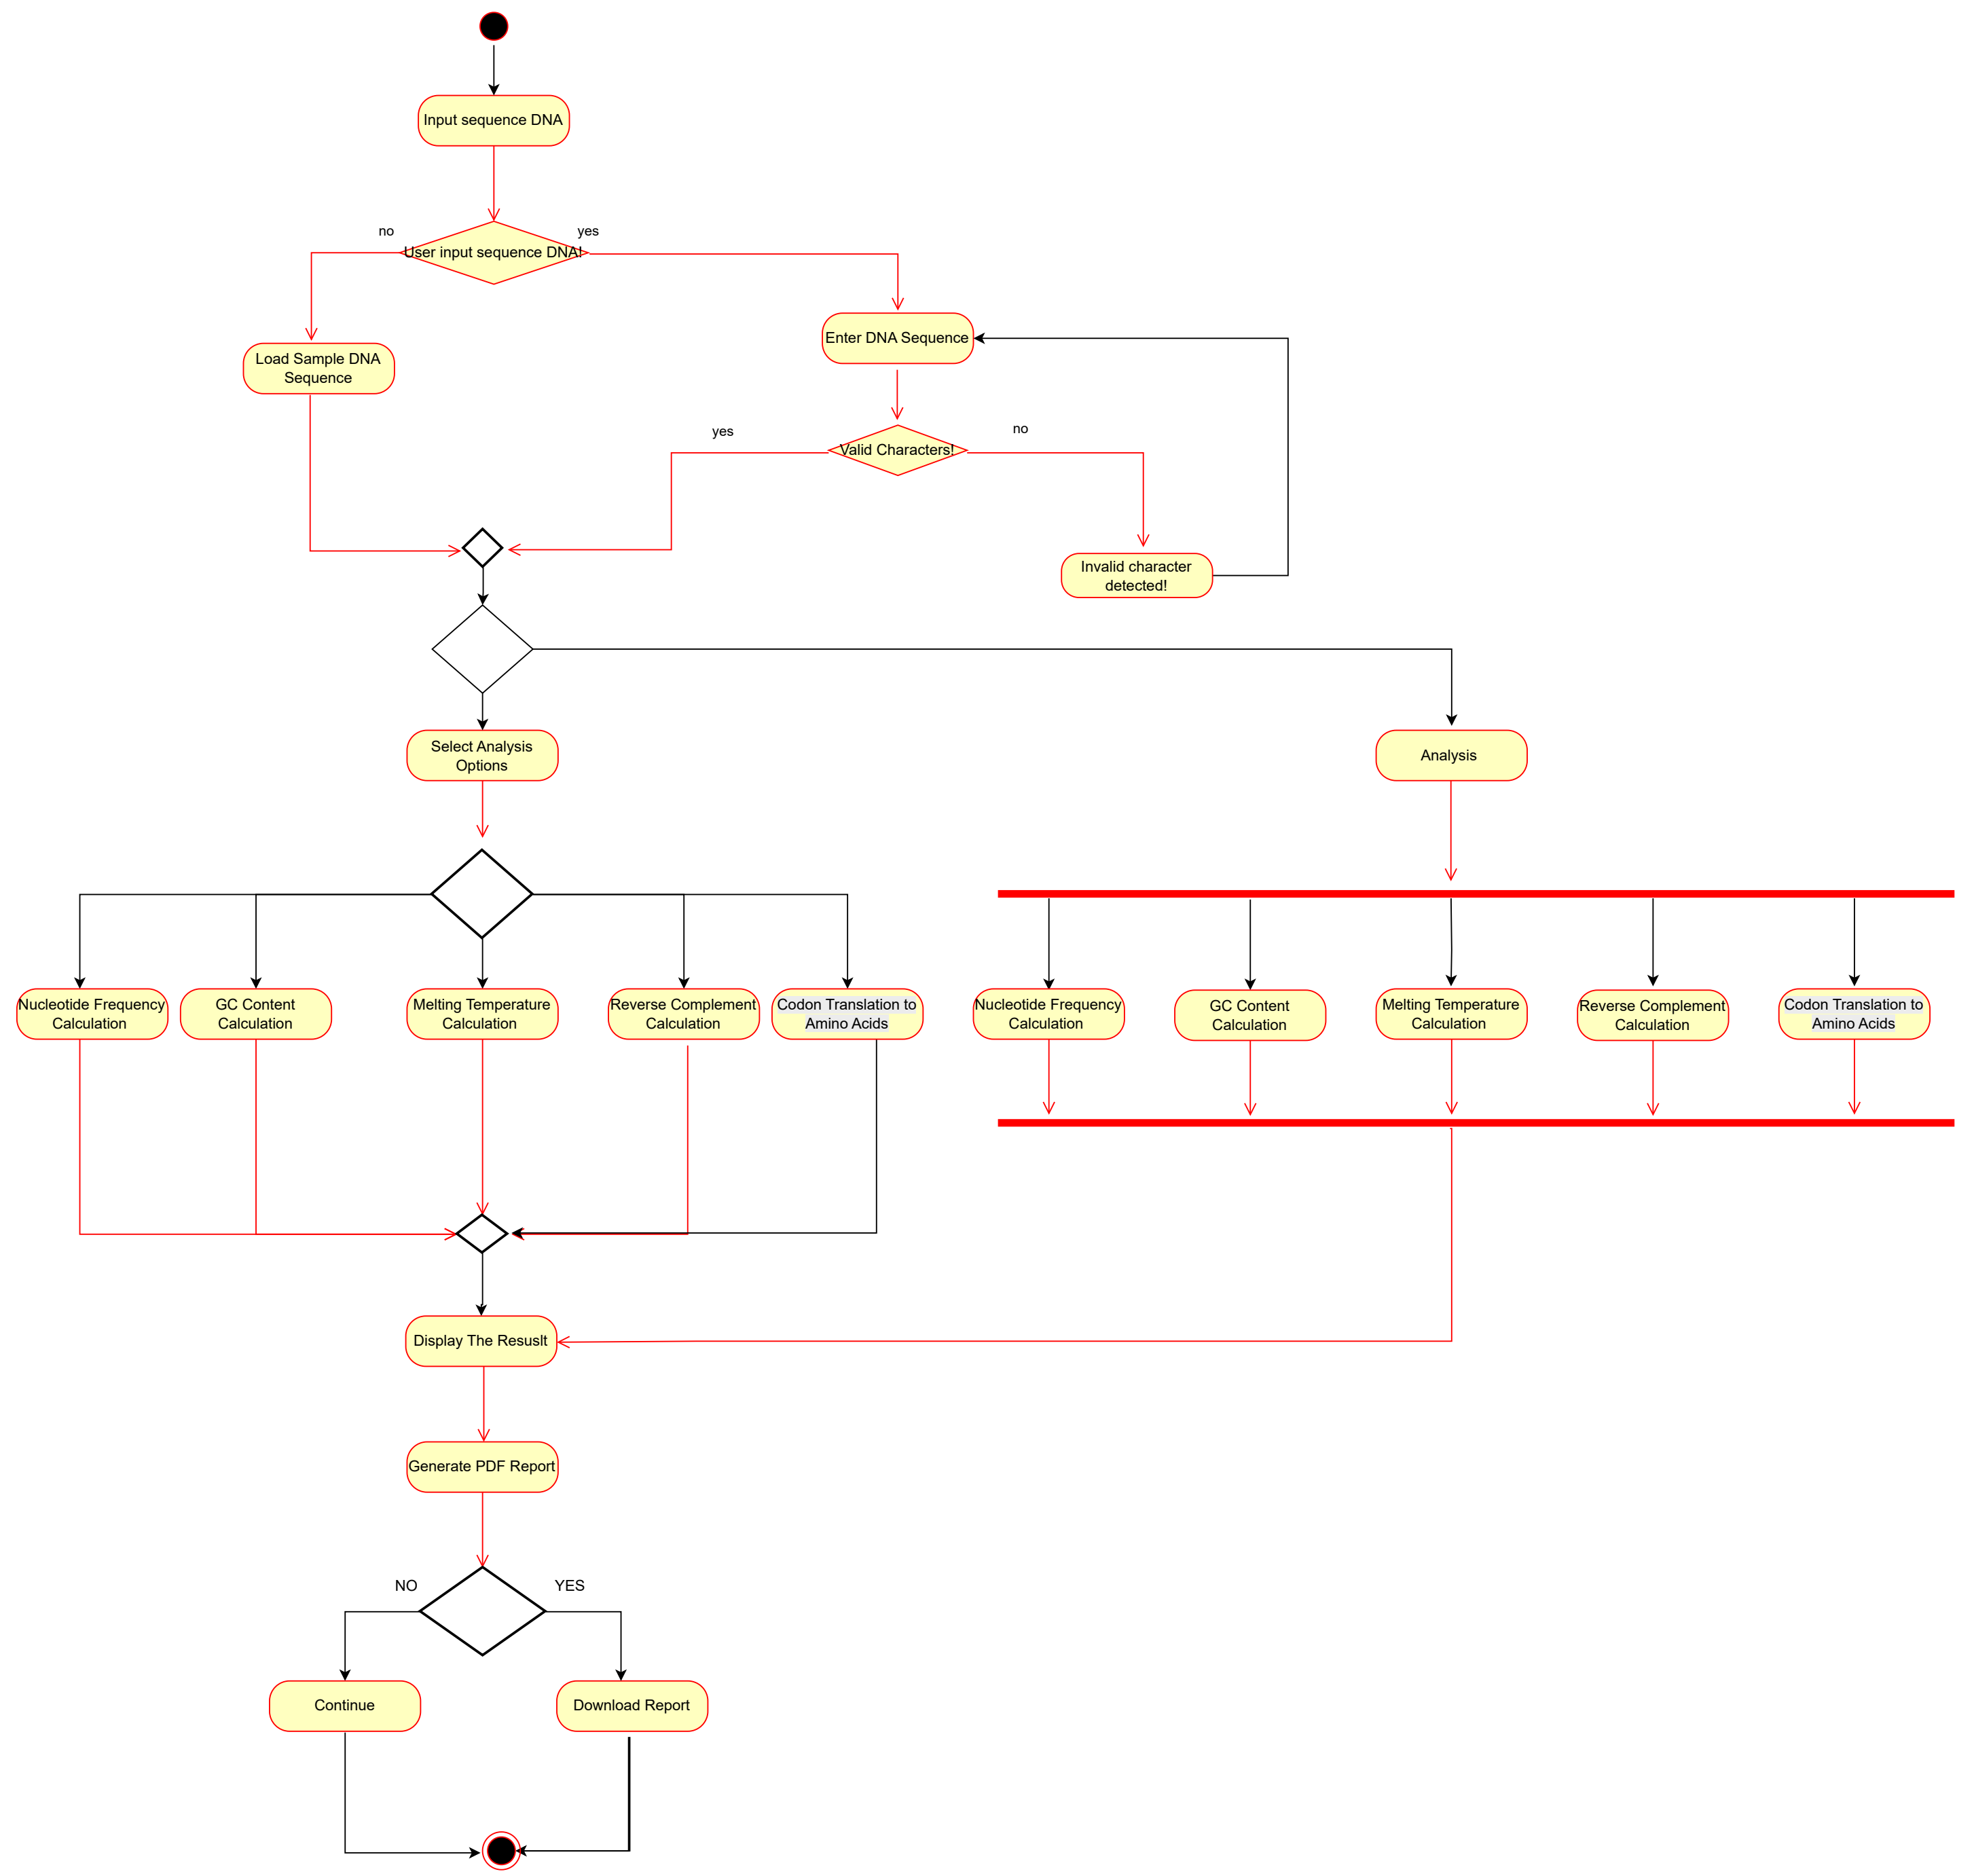 Input sequence DNA
no
yes
User input sequence DNA!
Enter DNA Sequence
Load Sample DNA
Sequence
yes
no
Valid Characters!
Invalid character
detected!
Select Analysis
Options
Analysis
Nucleotide Frequency
Calculation
GC Content
Calculation
Melting Temperature
Calculation
Reverse Complement
Calculation
Codon Translation to
Amino Acids
Nucleotide Frequency
Calculation
GC Content
Calculation
Melting Temperature
Calculation
Reverse Complement
Calculation
Codon Translation to
Amino Acids
Display The Resuslt
Generate PDF Report
NO
YES
Continue
Download Report